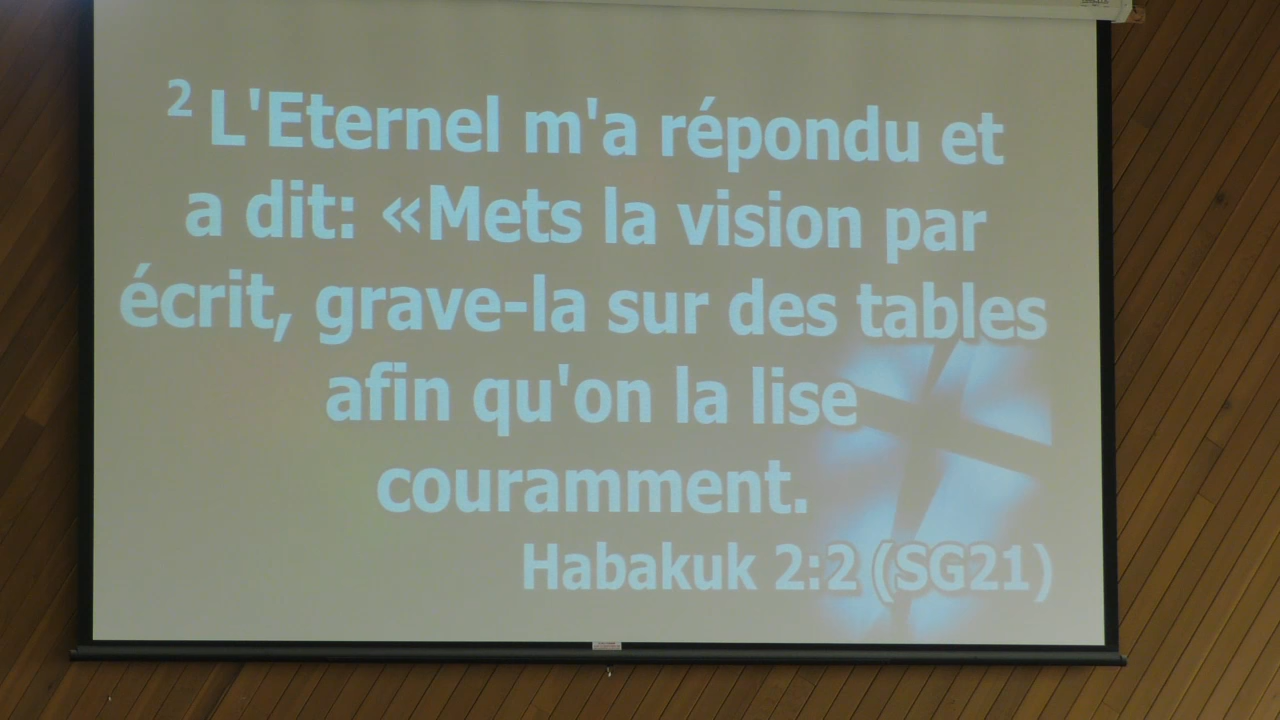 2 L'Eternel m'a répondu et
a dit: «Mets la vision par
écrit, grave-la sur des tables
afin qu'on la lise
couramment.
Habakuk 2:2 (SG21)